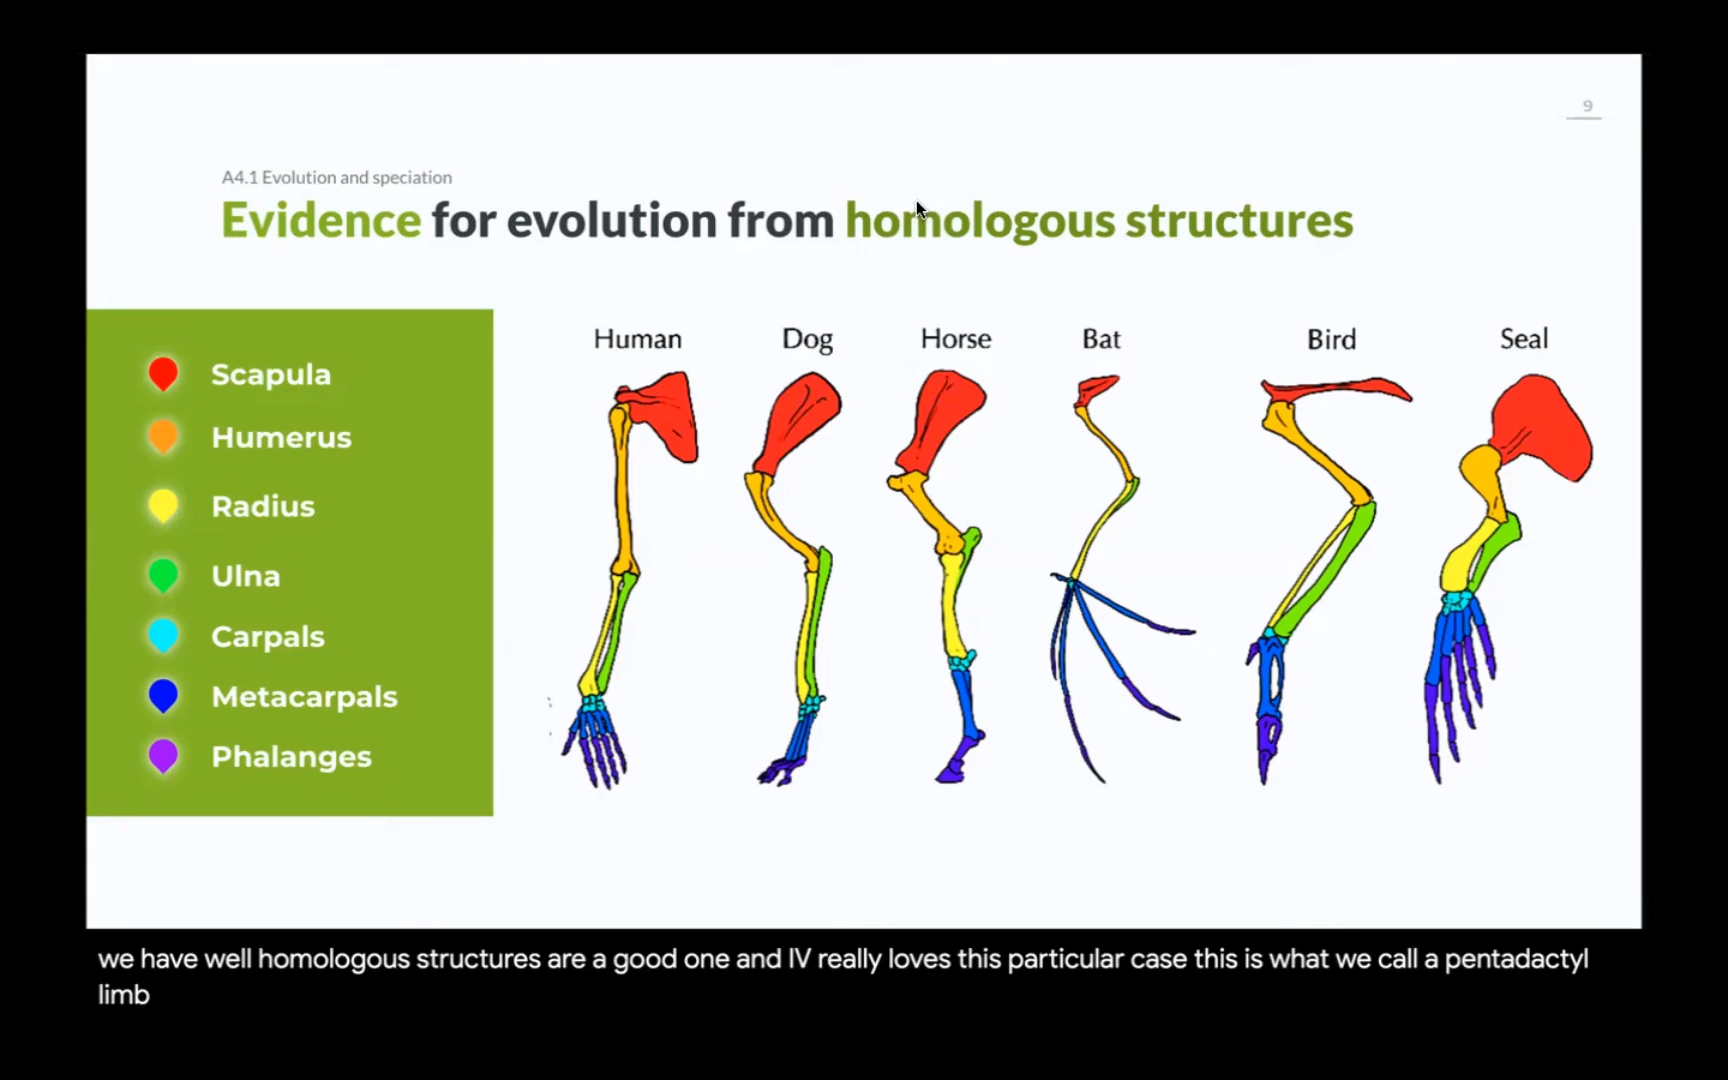 9
A4.1 Evolution and speciation
Evidence for evolution from homologous structures
Scapula
Humerus
Radius
Ulna
Carpals
Metacarpals
Phalanges
Human Dog Horse Bat Bird Seal
we have well homologous structures are a good one and IV really loves this particular case this is what we call a pentadactyl
limb